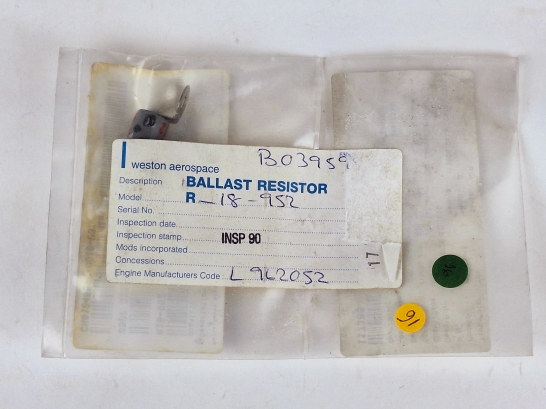 weston aerospace
B0395
Description BALLAST RESISTOR
Model R-18-952
Serial No.
Inspection date
Inspection stamp INSP 90
Mods incorporated
Concessions
Engine Manufacturers Code L962052
17